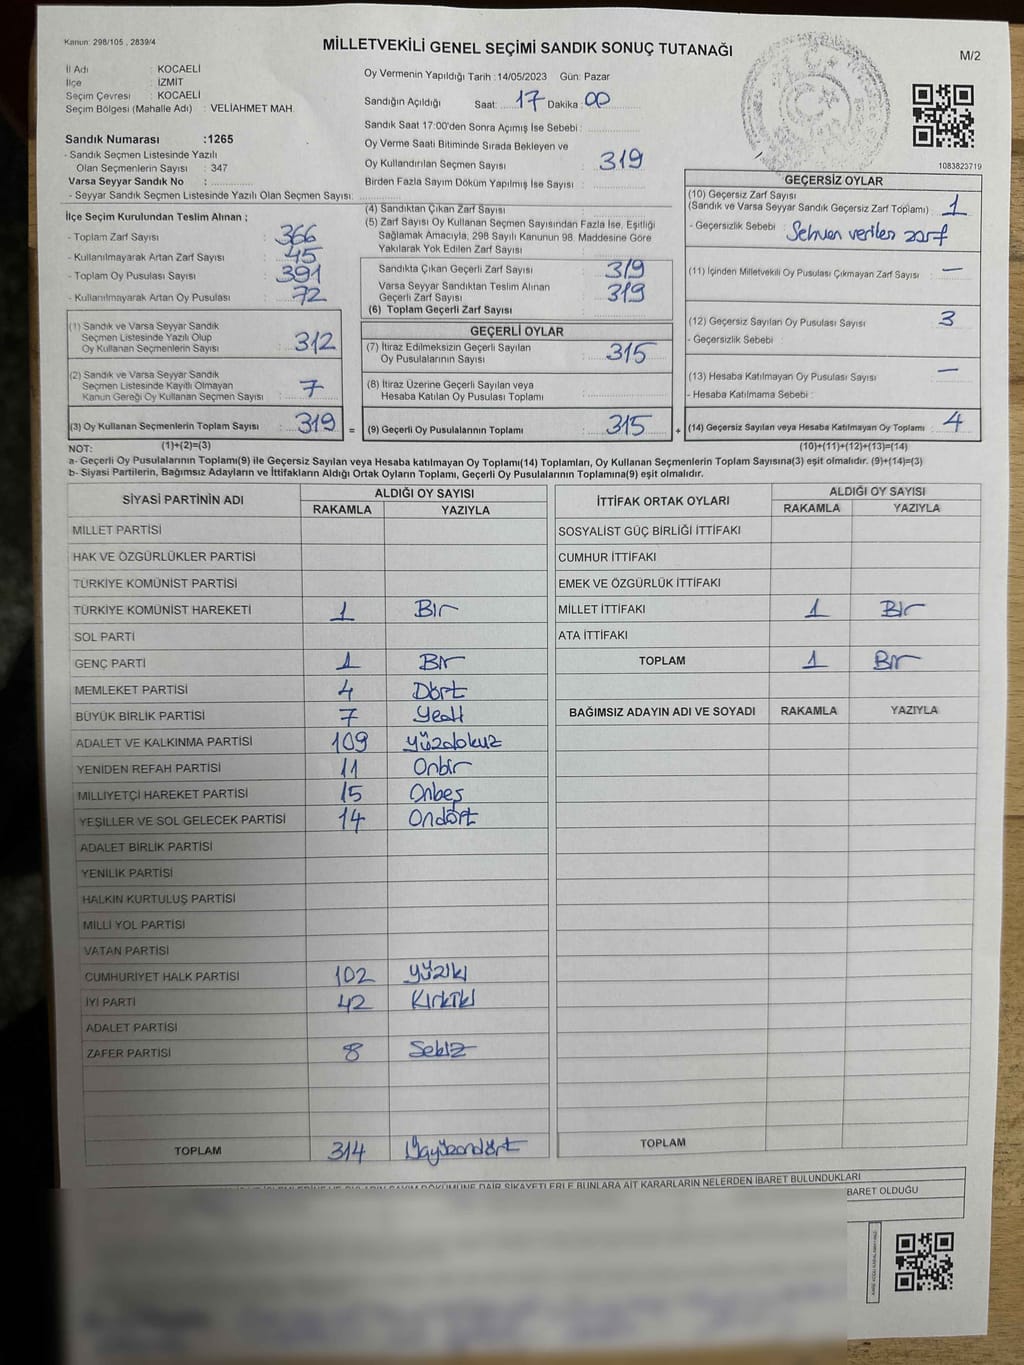 Kanun: 298/105 , 2839/4
MİLLETVEKİLİ GENEL SEÇİMİ SANDIK SONUÇ TUTANAĞI
M/2
İl Adı : KOCAELİ
İlçe : İZMİT
Seçim Çevresi : KOCAELİ
Seçim Bölgesi (Mahalle Adı) : VELİAHMET MAH.
Sandık Numarası :1265
- Sandık Seçmen Listesinde Yazılı
Olan Seçmenlerin Sayısı : 347
Varsa Seyyar Sandık No :
- Seyyar Sandık Seçmen Listesinde Yazılı Olan Seçmen Sayısı:
İlçe Seçim Kurulundan Teslim Alınan ;
- Toplam Zarf Sayısı : 366
- Kullanılmayarak Artan Zarf Sayısı : 45
- Toplam Oy Pusulası Sayısı : 391
- Kullanılmayarak Artan Oy Pusulası : 72
(1) Sandık ve Varsa Seyyar Sandık
Seçmen Listesinde Yazılı Olup
Oy Kullanan Seçmenlerin Sayısı : 312
(2) Sandık ve Varsa Seyyar Sandık
Seçmen Listesinde Kayıtlı Olmayan
Kanun Gereği Oy Kullanan Seçmen Sayısı : 7
(3) Oy Kullanan Seçmenlerin Toplam Sayısı : 319
Oy Vermenin Yapıldığı Tarih :14/05/2023 Gün: Pazar
Sandığın Açıldığı Saat: 17 Dakika : 00
Sandık Saat 17:00'den Sonra Açımış İse Sebebi :
Oy Verme Saati Bitiminde Sırada Bekleyen ve
Oy Kullandırılan Seçmen Sayısı : 319
Birden Fazla Sayım Döküm Yapılmış İse Sayısı :
(4) Sandıktan Çıkan Zarf Sayısı :
(5) Zarf Sayısı Oy Kullanan Seçmen Sayısından Fazla İse, Eşitliği
Sağlamak Amacıyla, 298 Sayılı Kanunun 98. Maddesine Göre
Yakılarak Yok Edilen Zarf Sayısı :
Sandıkta Çıkan Geçerli Zarf Sayısı : 319
Varsa Seyyar Sandıktan Teslim Alınan
Geçerli Zarf Sayısı : 319
(6) Toplam Geçerli Zarf Sayısı :
GEÇERLİ OYLAR
(7) İtiraz Edilmeksizin Geçerli Sayılan
Oy Pusulalarının Sayısı : 315
(8) İtiraz Üzerine Geçerli Sayılan veya
Hesaba Katılan Oy Pusulası Toplamı :
= (9) Geçerli Oy Pusulalarının Toplamı : 315
1083823719
GEÇERSİZ OYLAR
(10) Geçersiz Zarf Sayısı
(Sandık ve Varsa Seyyar Sandık Geçersiz Zarf Toplamı) : 1
- Geçersizlik Sebebi : Sehven verilen zarf
(11) İçinden Milletvekili Oy Pusulası Çıkmayan Zarf Sayısı : —
(12) Geçersiz Sayılan Oy Pusulası Sayısı : 3
- Geçersizlik Sebebi :
(13) Hesaba Katılmayan Oy Pusulası Sayısı : —
- Hesaba Katılmama Sebebi :
+ (14) Geçersiz Sayılan veya Hesaba Katılmayan Oy Toplamı : 4
NOT: (1)+(2)=(3) (10)+(11)+(12)+(13)=(14)
a- Geçerli Oy Pusulasının Toplamı(9) ile Geçersiz Sayılan veya Hesaba katılmayan Oy Toplamı(14) Toplamları, Oy Kullanan Seçmenlerin Toplam Sayısına(3) eşit olmalıdır. (9)+(14)=(3)
b- Siyasi Partilerin, Bağımsız Adayların ve İttifakların Aldığı Ortak Oyların Toplamı, Geçerli Oy Pusulalarının Toplamına(9) eşit olmalıdır.
SİYASİ PARTİNİN ADI ALDIĞI OY SAYISI
RAKAMLA YAZIYLA
MİLLET PARTİSİ
HAK VE ÖZGÜRLÜKLER PARTİSİ
TÜRKİYE KOMÜNİST PARTİSİ
TÜRKİYE KOMÜNİST HAREKETİ 1 Bir
SOL PARTİ
GENÇ PARTİ 1 Bir
MEMLEKET PARTİSİ 4 Dört
BÜYÜK BİRLİK PARTİSİ 7 Yedi
ADALET VE KALKINMA PARTİSİ 109 Yüzdokuz
YENİDEN REFAH PARTİSİ 11 Onbir
MİLLİYETÇİ HAREKET PARTİSİ 15 Onbeş
YEŞİLLER VE SOL GELECEK PARTİSİ 14 Ondört
ADALET BİRLİK PARTİSİ
YENİLİK PARTİSİ
HALKIN KURTULUŞ PARTİSİ
MİLLİ YOL PARTİSİ
VATAN PARTİSİ
CUMHURİYET HALK PARTİSİ 102 Yüziki
İYİ PARTİ 42 Kırkiki
ADALET PARTİSİ
ZAFER PARTİSİ 8 Sekiz
TOPLAM 314 Üçyüzondört
İTTİFAK ORTAK OYLARI ALDIĞI OY SAYISI
RAKAMLA YAZIYLA
SOSYALİST GÜÇ BİRLİĞİ İTTİFAKI
CUMHUR İTTİFAKI
EMEK VE ÖZGÜRLÜK İTTİFAKI
MİLLET İTTİFAKI 1 Bir
ATA İTTİFAKI
TOPLAM 1 Bir
BAĞIMSIZ ADAYIN ADI VE SOYADI RAKAMLA YAZIYLA
TOPLAM
DÖKÜMÜNE DAİR ŞİKAYETLERLE BUNLARA AİT KARARLARIN NELERDEN İBARET BULUNDUKLARI
BARET OLDUĞU